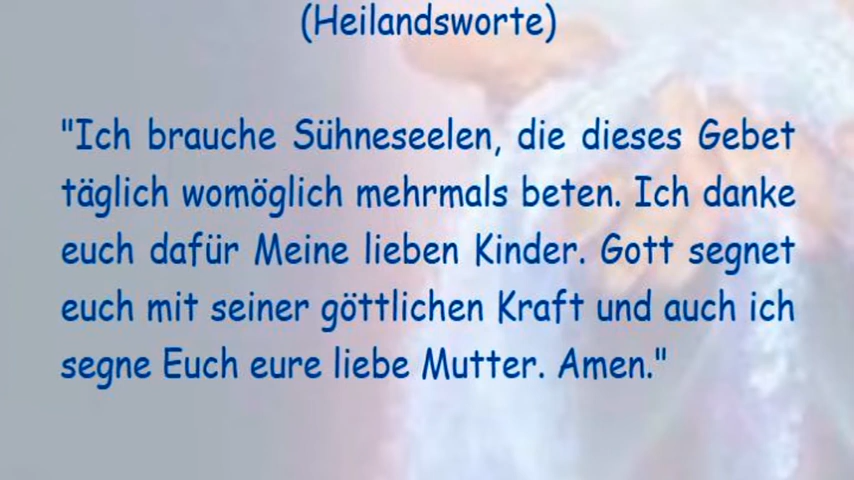 (Heilandsworte)
"Ich brauche Sühneseelen, die dieses Gebet
täglich womöglich mehrmals beten. Ich danke
euch dafür Meine lieben Kinder. Gott segnet
euch mit seiner göttlichen Kraft und auch ich
segne Euch eure liebe Mutter. Amen."